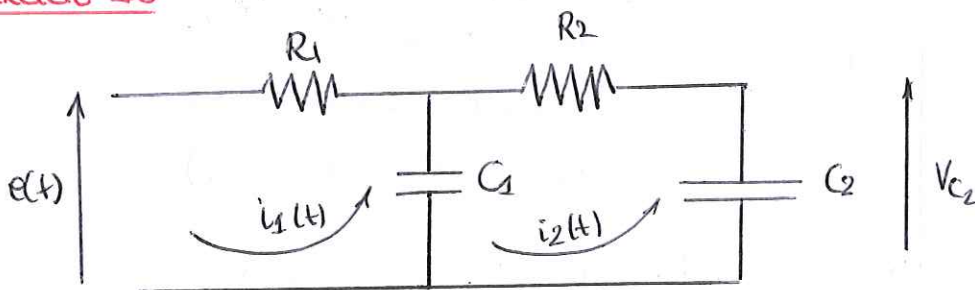 R1
R2
e(t)
C1
C2
VC2
i1(t)
i2(t)